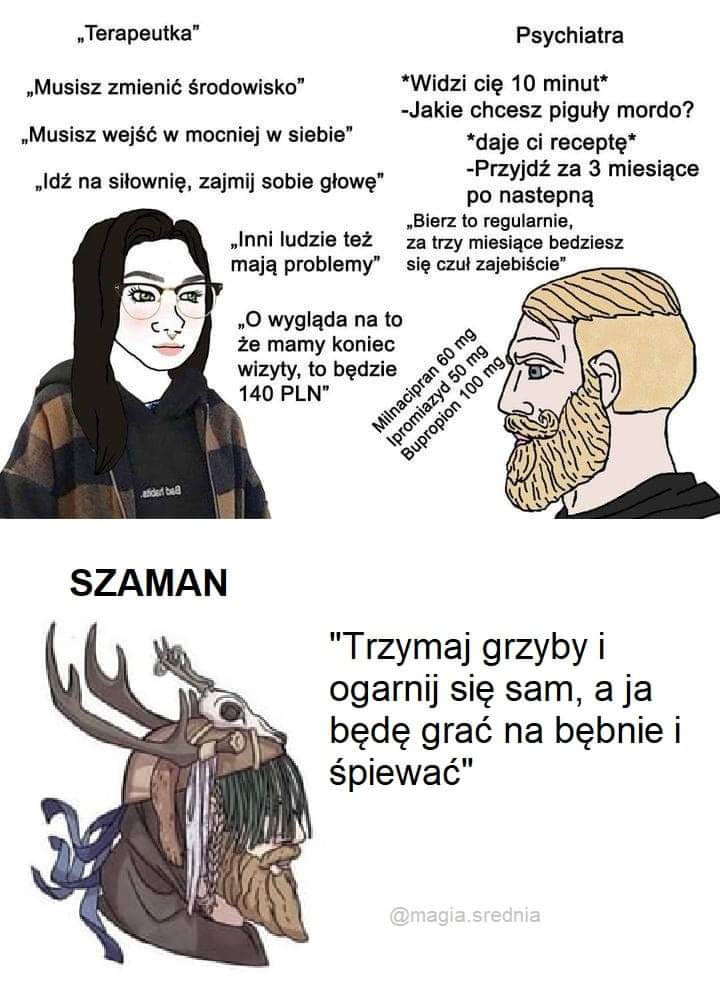 „Terapeutka"
„Musisz zmienić środowisko"
„Musisz wejść w mocniej w siebie"
„Idź na siłownię, zajmij sobie głowę"
„Inni ludzie też
mają problemy"
„O wygląda na to
że mamy koniec
wizyty, to będzie
140 PLN"
Bad habits.
Psychiatra
*Widzi cię 10 minut*
-Jakie chcesz piguły mordo?
*daje ci receptę*
-Przyjdź za 3 miesiące
po nastepną
„Bierz to regularnie,
za trzy miesiące bedziesz
się czuł zajebiście"
Milnacipran 60 mg
Ipromiazyd 50 mg
Bupropion 100 mg
SZAMAN
"Trzymaj grzyby i
ogarnij się sam, a ja
będę grać na bębnie i
śpiewać"
@magia.srednia